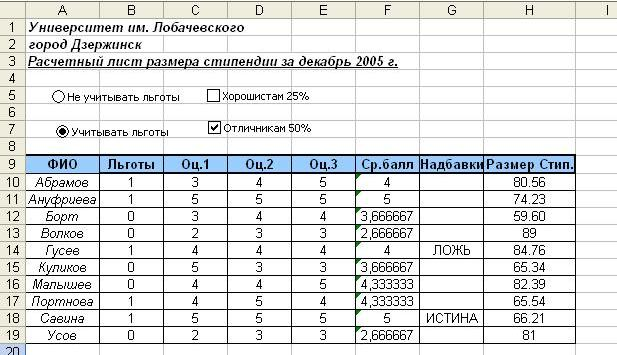 A B C D E F G H I
1 Университет им. Лобачевского
2 город Дзержинск
3 Расчетный лист размера стипендии за декабрь 2005 г.
4
5 Не учитывать льготы Хорошистам 25%
6
7 Учитывать льготы Отличникам 50%
8
9 ФИО Льготы Оц.1 Оц.2 Оц.3 Ср.балл Надбавки Размер Стип.
10 Абрамов 1 3 4 5 4 80.56
11 Ануфриева 1 5 5 5 5 74.23
12 Борт 0 3 4 4 3,666667 59.60
13 Волков 0 2 3 3 2,666667 89
14 Гусев 1 4 4 4 4 ЛОЖЬ 84.76
15 Куликов 0 5 3 3 3,666667 65.34
16 Малышев 0 4 4 5 4,333333 82.39
17 Портнова 1 4 5 4 4,333333 65.54
18 Савина 1 5 5 5 5 ИСТИНА 66.21
19 Усов 0 2 3 3 2,666667 81
20